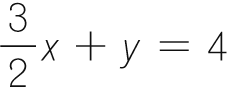 3/2 x + y = 4